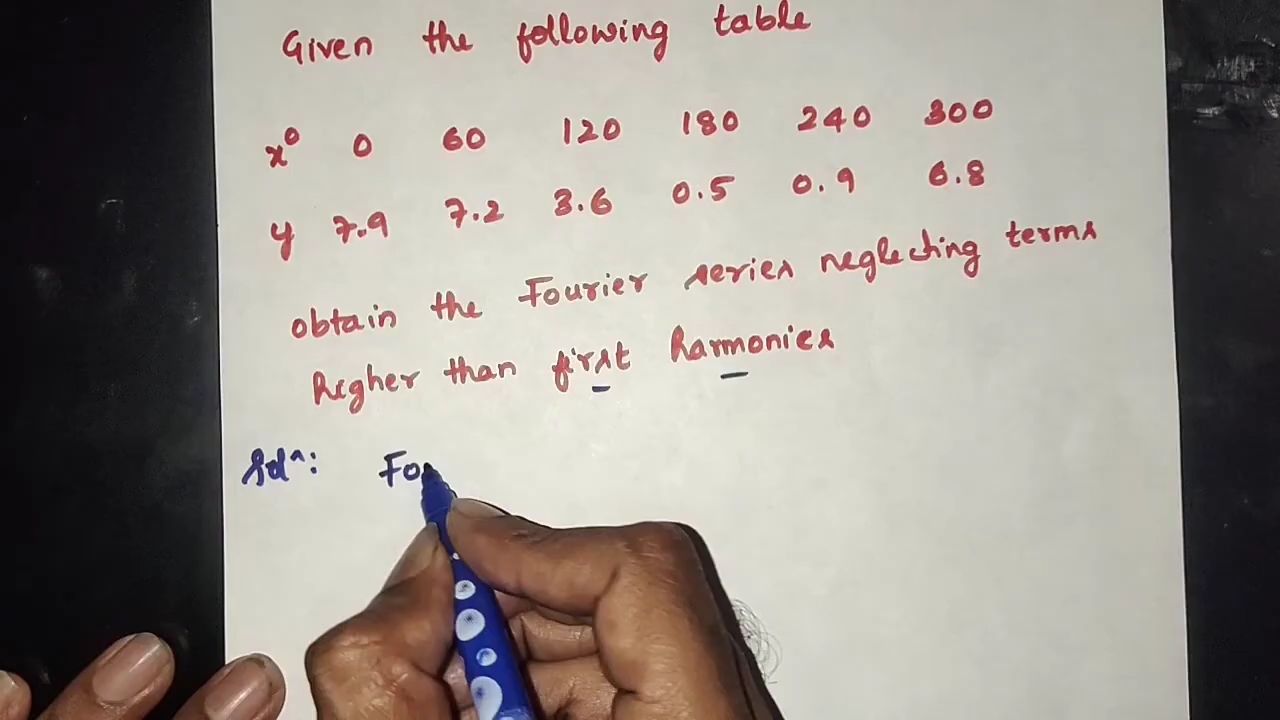 Given the following table
x⁰ 0 60 120 180 240 300
y 7.9 7.2 3.6 0.5 0.9 6.8
obtain the Fourier series neglecting terms
higher than first harmonics
Solⁿ: Fo